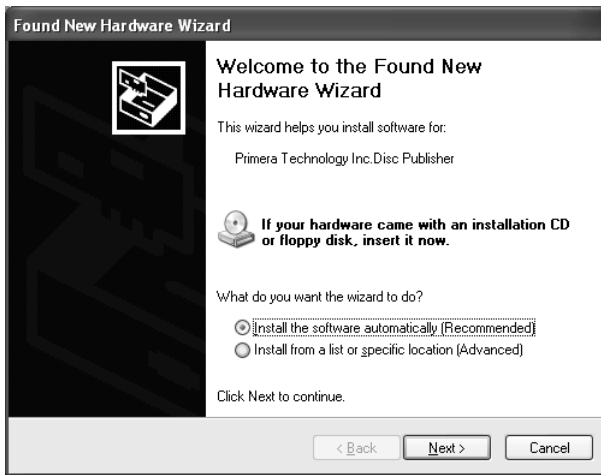 Found New Hardware Wizard
Welcome to the Found New
Hardware Wizard
This wizard helps you install software for:
Primera Technology Inc.Disc Publisher
If your hardware came with an installation CD
or floppy disk, insert it now.
What do you want the wizard to do?
Install the software automatically (Recommended)
Install from a list or specific location (Advanced)
Click Next to continue.
< Back
Next >
Cancel